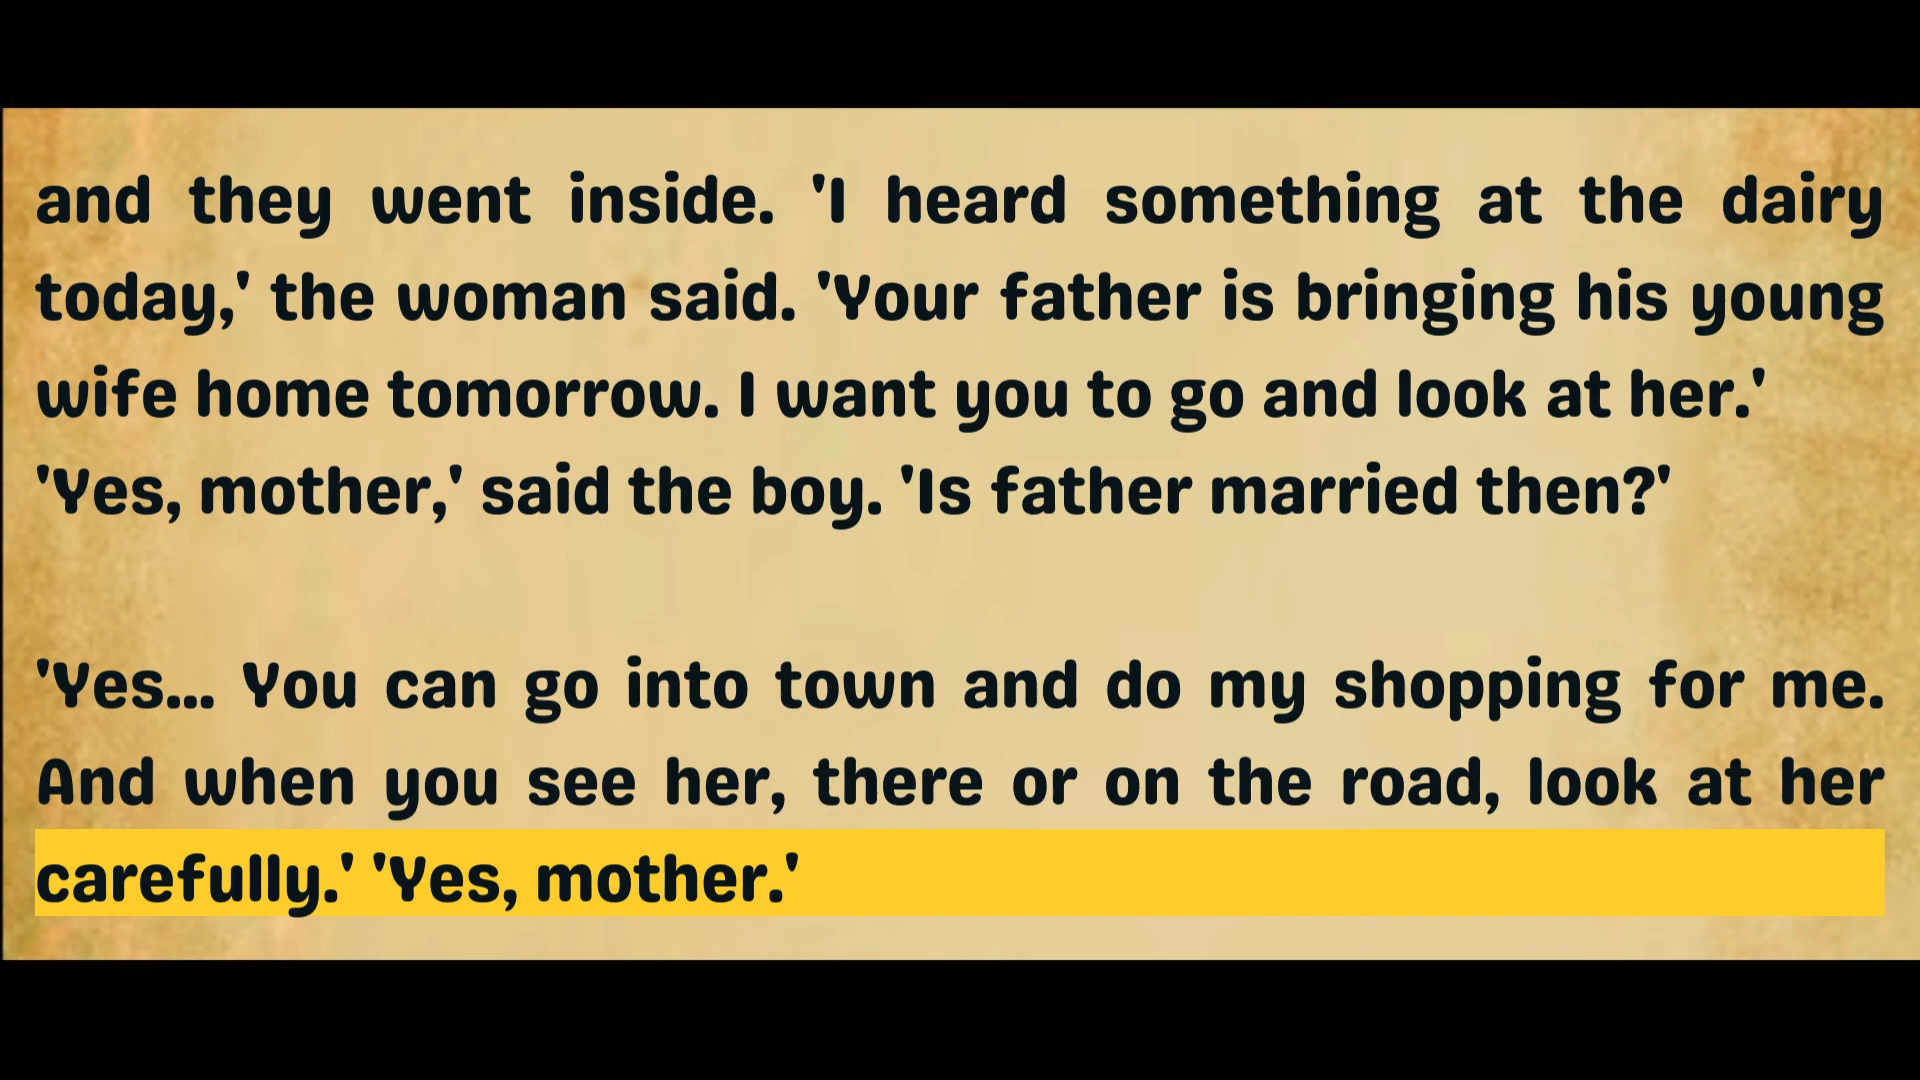 and they went inside. 'I heard something at the dairy
today,' the woman said. 'Your father is bringing his young
wife home tomorrow. I want you to go and look at her.'
'Yes, mother,' said the boy. 'Is father married then?'
'Yes... You can go into town and do my shopping for me.
And when you see her, there or on the road, look at her
carefully.' 'Yes, mother.'